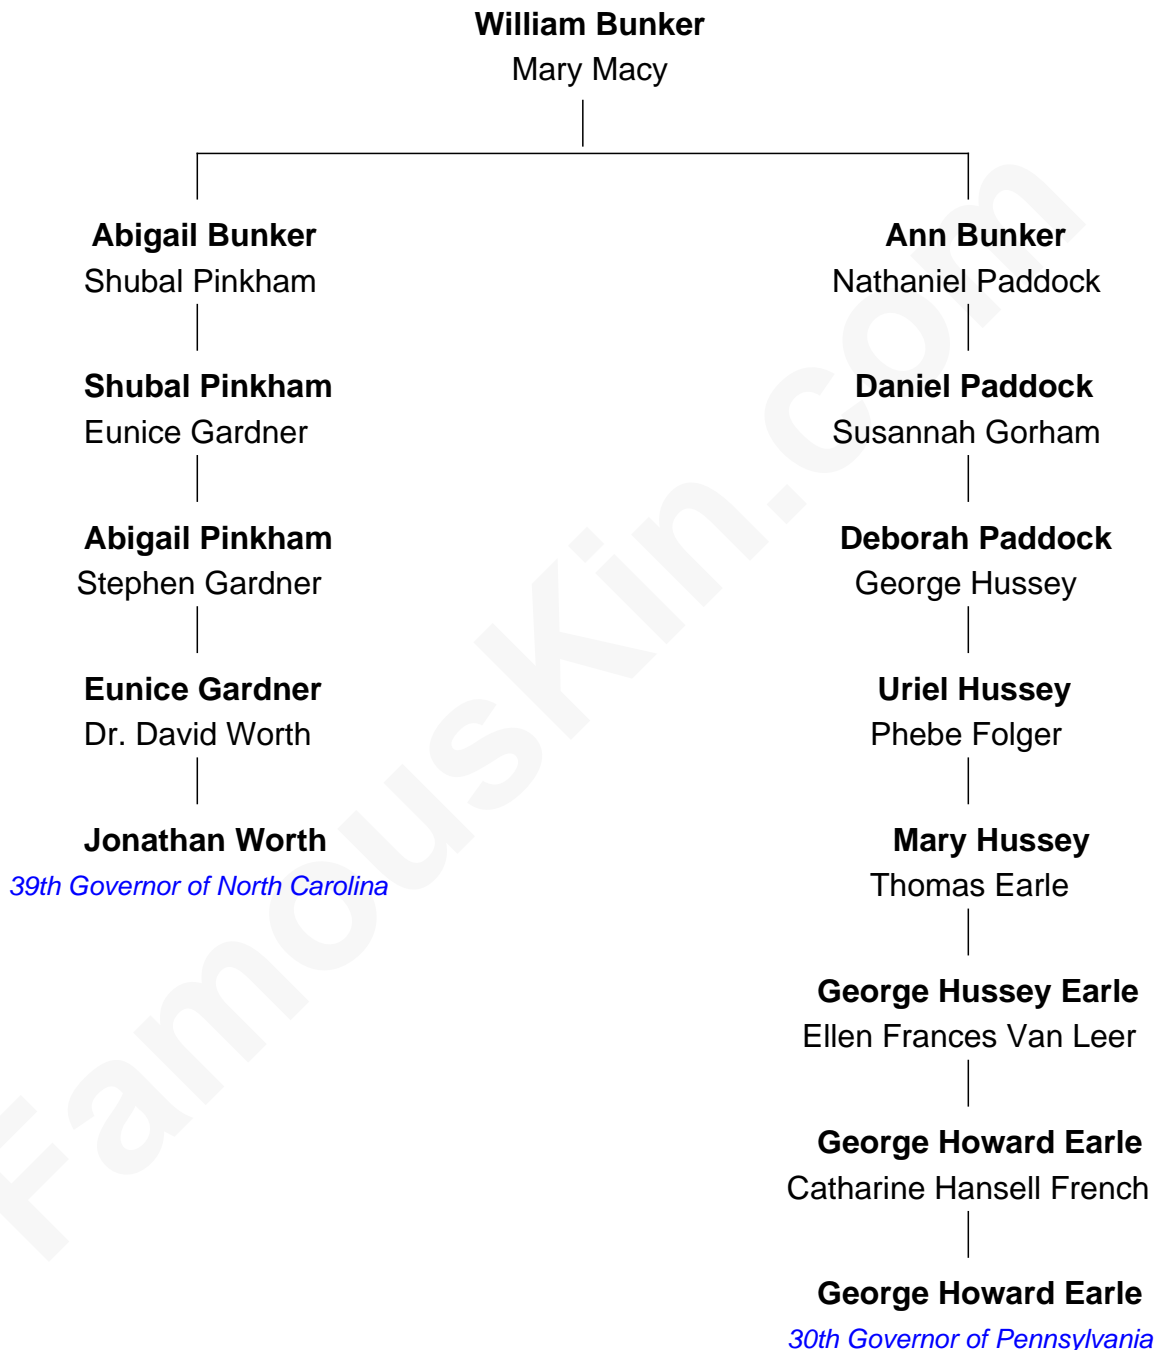 William Bunker
Mary Macy
Abigail Bunker
Shubal Pinkham
Shubal Pinkham
Eunice Gardner
Abigail Pinkham
Stephen Gardner
Eunice Gardner
Dr. David Worth
Jonathan Worth
39th Governor of North Carolina
Ann Bunker
Nathaniel Paddock
Daniel Paddock
Susannah Gorham
Deborah Paddock
George Hussey
Uriel Hussey
Phebe Folger
Mary Hussey
Thomas Earle
George Hussey Earle
Ellen Frances Van Leer
George Howard Earle
Catharine Hansell French
George Howard Earle
30th Governor of Pennsylvania
FamousKin.com